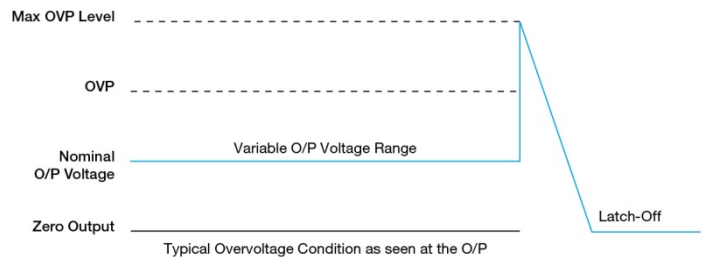 Max OVP Level
OVP
Variable O/P Voltage Range
Nominal
O/P Voltage
Latch-Off
Zero Output
Typical Overvoltage Condition as seen at the O/P